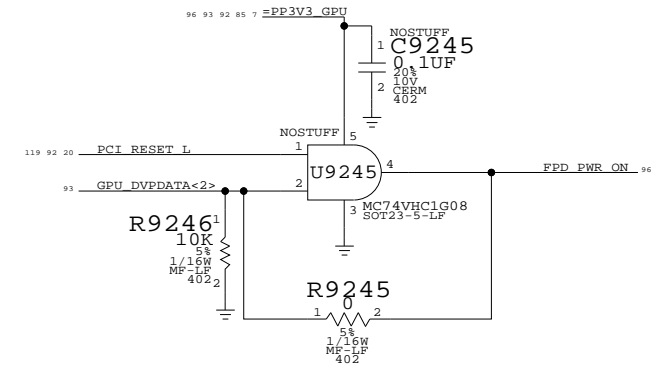 96 93 92 85 7 =PP3V3_GPU
NOSTUFF
1 C9245
0.1UF
20%
10V
2 CERM
402
NOSTUFF 5
119 92 20 PCI_RESET_L 1
U9245 4 FPD_PWR_ON 96
93 GPU_DVPDATA<2> 2
3 MC74VHC1G08
SOT23-5-LF
R9246 1
10K
5%
1/16W
MF-LF
402 2
R9245
0
1 2
5%
1/16W
MF-LF
402